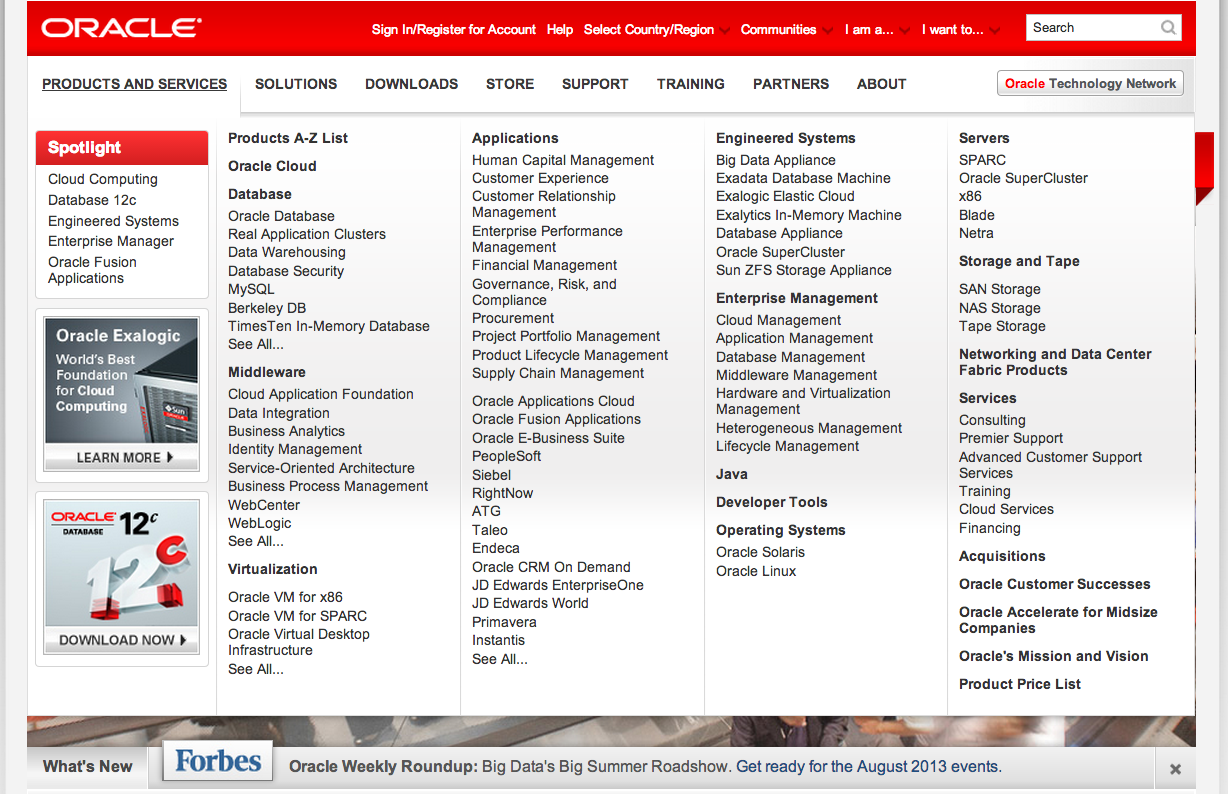 ORACLE
Sign In/Register for Account Help Select Country/Region Communities I am a... I want to... Search
PRODUCTS AND SERVICES SOLUTIONS DOWNLOADS STORE SUPPORT TRAINING PARTNERS ABOUT Oracle Technology Network
Spotlight
Cloud Computing
Database 12c
Engineered Systems
Enterprise Manager
Oracle Fusion
Applications
Oracle Exalogic
World's Best
Foundation
for Cloud
Computing
Sun
LEARN MORE
ORACLE
DATABASE 12c
12c
DOWNLOAD NOW
Products A-Z List
Oracle Cloud
Database
Oracle Database
Real Application Clusters
Data Warehousing
Database Security
MySQL
Berkeley DB
TimesTen In-Memory Database
See All...
Middleware
Cloud Application Foundation
Data Integration
Business Analytics
Identity Management
Service-Oriented Architecture
Business Process Management
WebCenter
WebLogic
See All...
Virtualization
Oracle VM for x86
Oracle VM for SPARC
Oracle Virtual Desktop
Infrastructure
See All...
Applications
Human Capital Management
Customer Experience
Customer Relationship
Management
Enterprise Performance
Management
Financial Management
Governance, Risk, and
Compliance
Procurement
Project Portfolio Management
Product Lifecycle Management
Supply Chain Management
Oracle Applications Cloud
Oracle Fusion Applications
Oracle E-Business Suite
PeopleSoft
Siebel
RightNow
ATG
Taleo
Endeca
Oracle CRM On Demand
JD Edwards EnterpriseOne
JD Edwards World
Primavera
Instantis
See All...
Engineered Systems
Big Data Appliance
Exadata Database Machine
Exalogic Elastic Cloud
Exalytics In-Memory Machine
Database Appliance
Oracle SuperCluster
Sun ZFS Storage Appliance
Enterprise Management
Cloud Management
Application Management
Database Management
Middleware Management
Hardware and Virtualization
Management
Heterogeneous Management
Lifecycle Management
Java
Developer Tools
Operating Systems
Oracle Solaris
Oracle Linux
Servers
SPARC
Oracle SuperCluster
x86
Blade
Netra
Storage and Tape
SAN Storage
NAS Storage
Tape Storage
Networking and Data Center
Fabric Products
Services
Consulting
Premier Support
Advanced Customer Support
Services
Training
Cloud Services
Financing
Acquisitions
Oracle Customer Successes
Oracle Accelerate for Midsize
Companies
Oracle's Mission and Vision
Product Price List
What's New Forbes Oracle Weekly Roundup: Big Data's Big Summer Roadshow. Get ready for the August 2013 events.